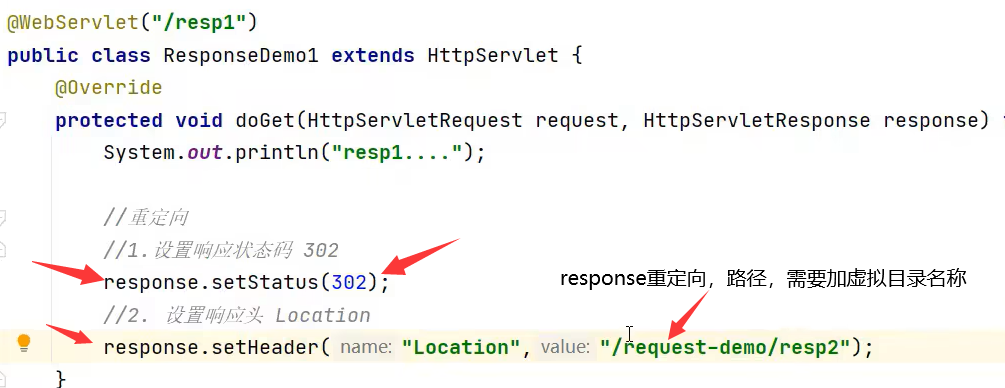 @WebServlet("/resp1")
public class ResponseDemo1 extends HttpServlet {
@Override
protected void doGet(HttpServletRequest request, HttpServletResponse response)
System.out.println("resp1....");
//重定向
//1.设置响应状态码 302
response.setStatus(302);
response重定向，路径，需要加虚拟目录名称
//2. 设置响应头 Location
response.setHeader( name: "Location", value: "/request-demo/resp2");
}